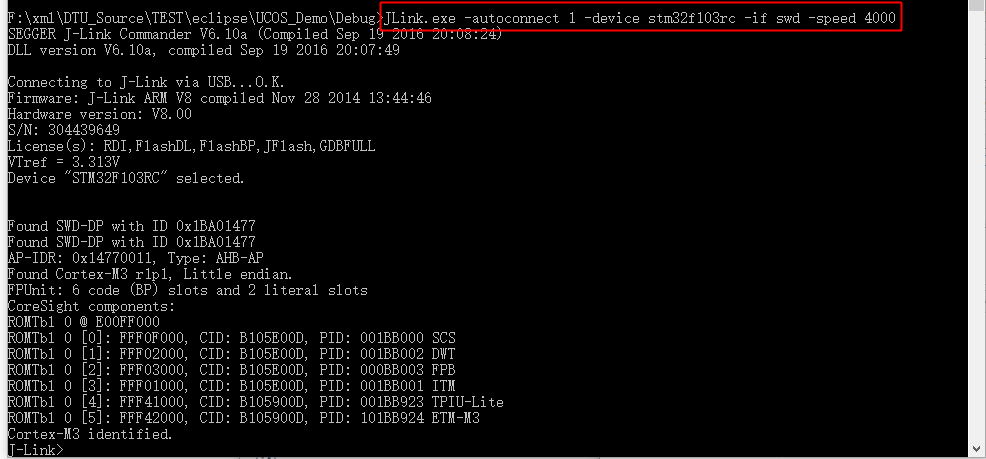 F:\xml\DTU_Source\TEST\eclipse\UCOS_Demo\Debug>JLink.exe -autoconnect 1 -device stm32f103rc -if swd -speed 4000
SEGGER J-Link Commander V6.10a (Compiled Sep 19 2016 20:08:24)
DLL version V6.10a, compiled Sep 19 2016 20:07:49
Connecting to J-Link via USB...O.K.
Firmware: J-Link ARM V8 compiled Nov 28 2014 13:44:46
Hardware version: V8.00
S/N: 304439649
License(s): RDI,FlashDL,FlashBP,JFlash,GDBFULL
VTref = 3.313V
Device "STM32F103RC" selected.
Found SWD-DP with ID 0x1BA01477
Found SWD-DP with ID 0x1BA01477
AP-IDR: 0x14770011, Type: AHB-AP
Found Cortex-M3 r1p1, Little endian.
FPUnit: 6 code (BP) slots and 2 literal slots
CoreSight components:
ROMTbl 0 @ E00FF000
ROMTbl 0 [0]: FFF0F000, CID: B105E00D, PID: 001BB000 SCS
ROMTbl 0 [1]: FFF02000, CID: B105E00D, PID: 001BB002 DWT
ROMTbl 0 [2]: FFF03000, CID: B105E00D, PID: 000BB003 FPB
ROMTbl 0 [3]: FFF01000, CID: B105E00D, PID: 001BB001 ITM
ROMTbl 0 [4]: FFF41000, CID: B105900D, PID: 001BB923 TPIU-Lite
ROMTbl 0 [5]: FFF42000, CID: B105900D, PID: 101BB924 ETM-M3
Cortex-M3 identified.
J-Link>